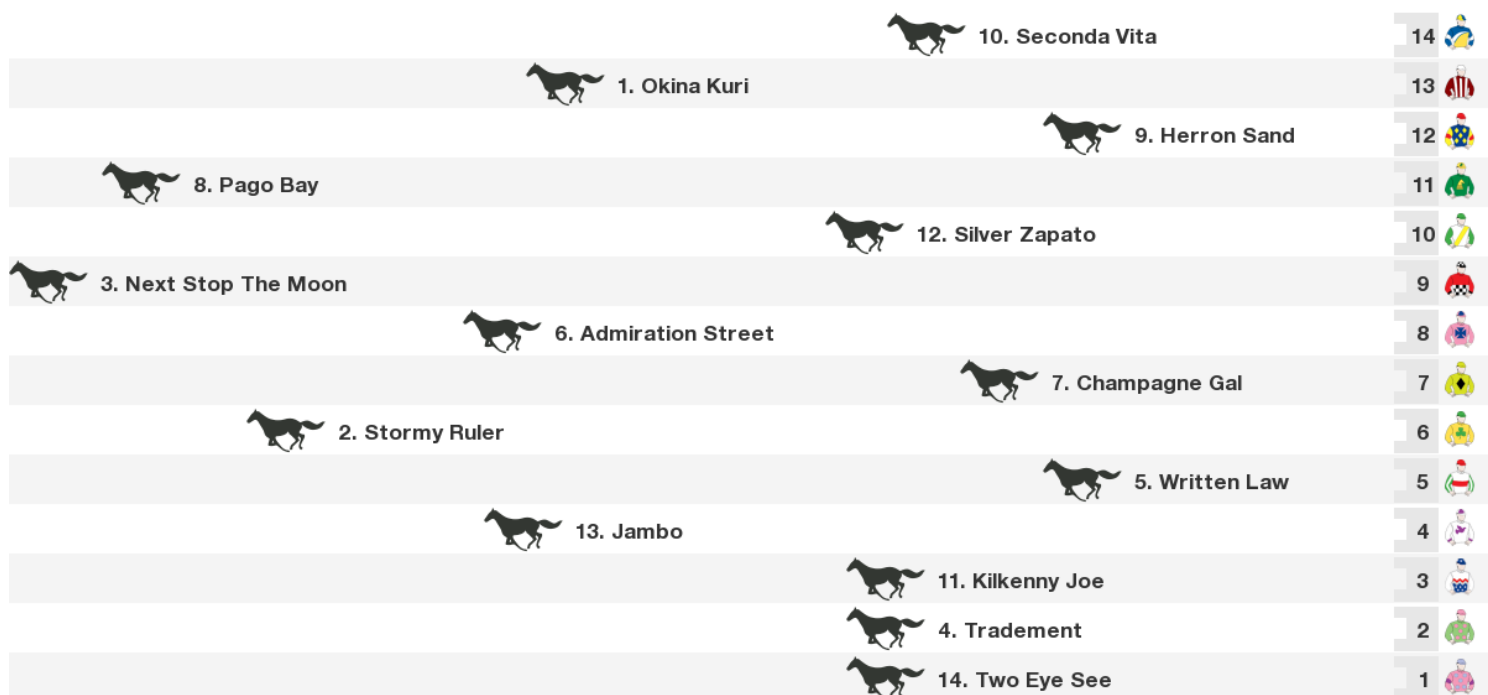 10. Seconda Vita 14
1. Okina Kuri 13
9. Herron Sand 12
8. Pago Bay 11
12. Silver Zapato 10
3. Next Stop The Moon 9
6. Admiration Street 8
7. Champagne Gal 7
2. Stormy Ruler 6
5. Written Law 5
13. Jambo 4
11. Kilkenny Joe 3
4. Tradement 2
14. Two Eye See 1